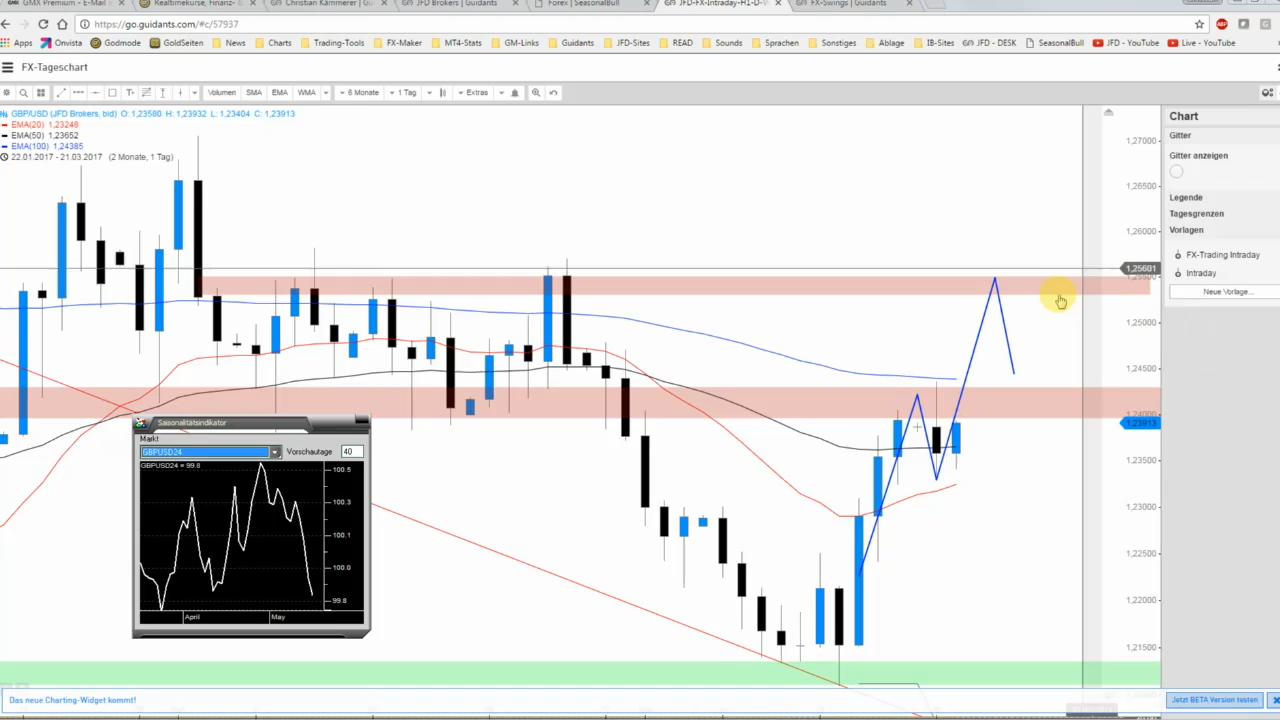 GMX Premium - E-Mail
Realtimekurse, Finanz-
Christian Kämmerer | Gu
JFD Brokers | Guidants
Forex | SeasonalBull
JFD-FX-Intraday-H1-D-W
FX-Swings | Guidants
https://go.guidants.com/#c/57937
Apps Onvista Godmode GoldSeiten News Charts Trading-Tools FX-Maker MT4-Stats GM-Links Guidants JFD-Sites READ Sounds Sprachen Sonstiges Ablage IB-Sites JFD - DESK SeasonalBull JFD - YouTube Live - YouTube
FX-Tageschart
Volumen SMA EMA WMA 6 Monate 1 Tag Extras
GBP/USD (JFD Brokers, bid) O: 1,23580 H: 1,23932 L: 1,23404 C: 1,23913
EMA(20) 1,23246
EMA(50) 1,23652
EMA(100) 1,24385
22.01.2017 - 21.03.2017 (2 Monate, 1 Tag)
1,27000
1,26500
1,26000
1,25601
1,25000
1,24500
1,24000
1,23913
1,23500
1,23000
1,22500
1,22000
1,21500
Chart
Gitter
Gitter anzeigen
Legende
Tagesgrenzen
Vorlagen
FX-Trading Intraday
Intraday
Neue Vorlage...
Saisonalitätsindikator
Markt
GBPUSD24 Vorschautage 40
GBPUSD24 = 99.8
100.5
100.3
100.1
100.0
99.8
April May
Das neue Charting-Widget kommt!
Jetzt BETA Version testen